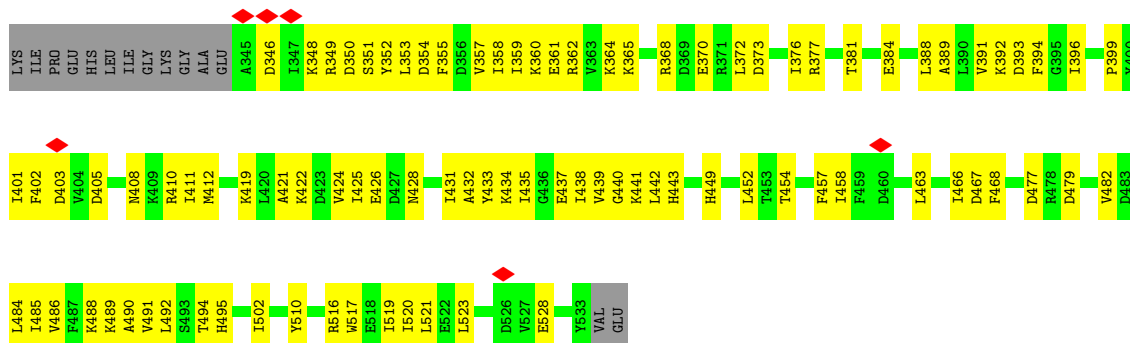 LYS ILE PRO GLU HIS LEU ILE GLY LYS GLY ALA GLU A345 D346 I347 K348 R349 D350 S351 Y352 L353 D354 F355 D356 V357 I358 I359 K360 E361 R362 V363 K364 K365 R368 D369 E370 R371 L372 D373 I376 R377 T381 E384 L388 A389 L390 V391 K392 D393 F394 G395 I396 P399
I401 F402 D403 V404 D405 N408 K409 R410 I411 M412 K419 L420 A421 K422 D423 V424 I425 E426 D427 N428 I431 A432 Y433 K434 I435 G436 E437 I438 V439 G440 K441 L442 H443 H449 L452 T453 T454 F457 I458 F459 D460 L463 I466 D467 F468 D477 R478 D479 V482 D483
L484 I485 V486 F487 K488 K489 A490 V491 L492 S493 T494 H495 I502 Y510 R516 W517 E518 I519 I520 L521 E522 L523 D526 V527 E528 Y533 VAL GLU